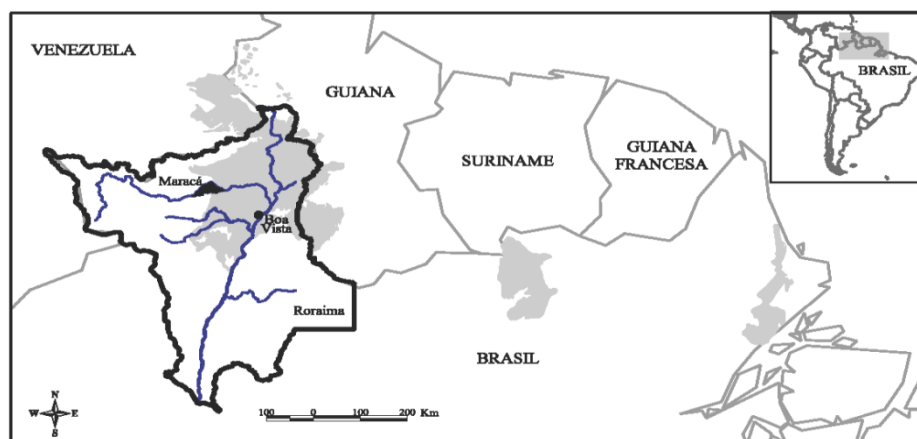 VENEZUELA
GUIANA
BRASIL
SURINAME
GUIANA
FRANCESA
Maracá
Boa
Vista
Roraima
BRASIL
N
W E
S
100 0 100 200 Km